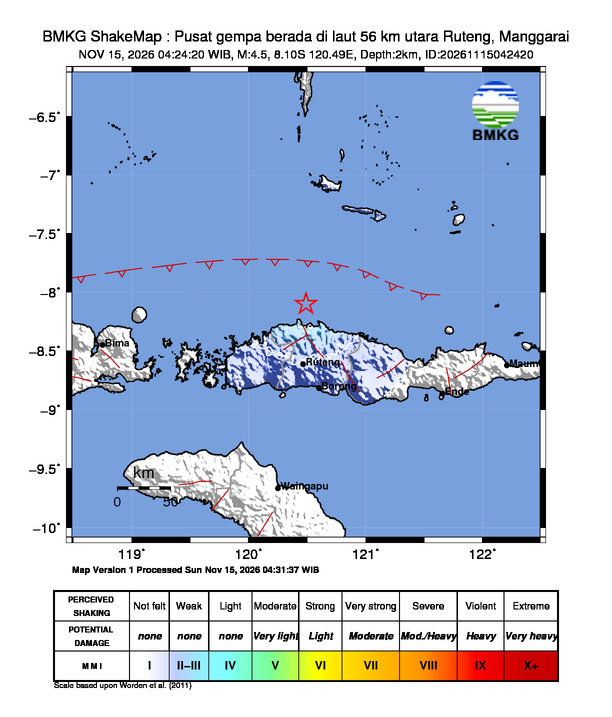 BMKG ShakeMap : Pusat gempa berada di laut 56 km utara Ruteng, Manggarai
NOV 15, 2026 04:24:20 WIB, M:4.5, 8.10S 120.49E, Depth:2km, ID:20261115042420
BMKG
-6.5°
-7°
-7.5°
-8°
-8.5°
-9°
-9.5°
-10°
Bima
Ruteng
Borong
Ende
Maum
Waingapu
km
0 50
119° 120° 121° 122°
Map Version 1 Processed Sun Nov 15, 2026 04:31:37 WIB
PERCEIVED SHAKING Not felt Weak Light Moderate Strong Very strong Severe Violent Extreme
POTENTIAL DAMAGE none none none Very light Light Moderate Mod./Heavy Heavy Very heavy
MMI I II-III IV V VI VII VIII IX X+
Scale based upon Worden et al. (2011)